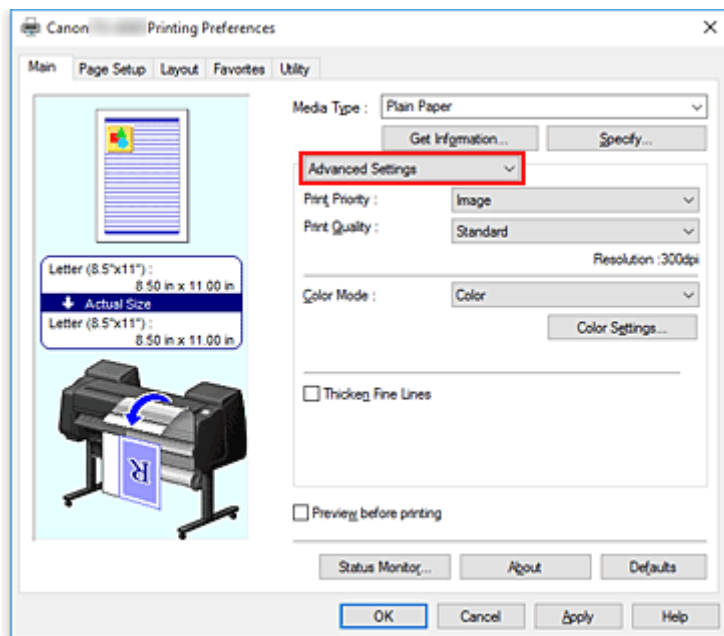 Canon Printing Preferences
Main Page Setup Layout Favorites Utility
Media Type : Plain Paper
Get Information... Specify...
Advanced Settings
Print Priority : Image
Print Quality : Standard
Resolution :300dpi
Letter (8.5"x11") :
8.50 in x 11.00 in
Actual Size
Letter (8.5"x11") :
8.50 in x 11.00 in
Color Mode : Color
Color Settings...
Thicken Fine Lines
R
Preview before printing
Status Monitor... About Defaults
OK Cancel Apply Help